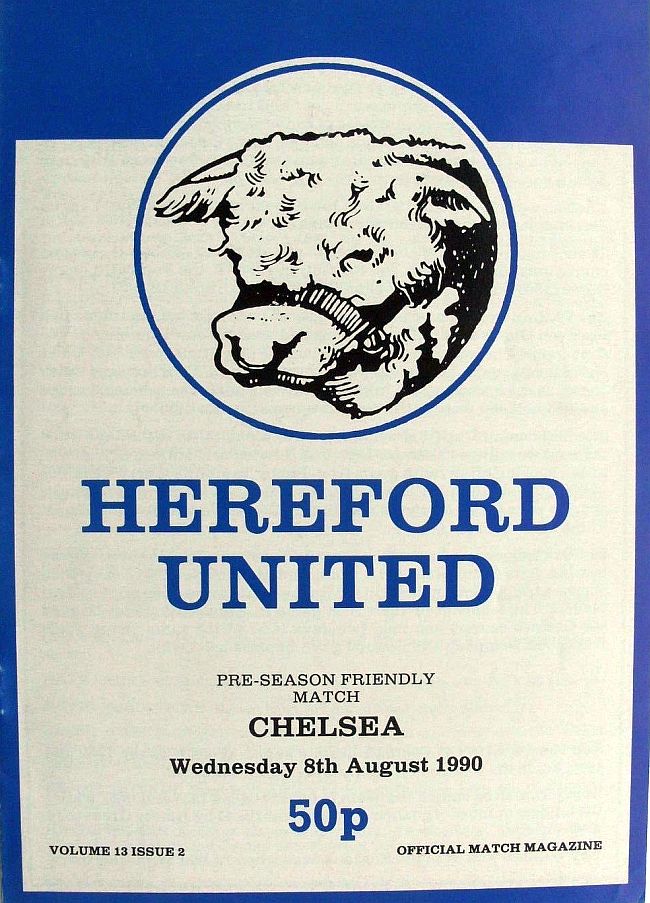 HEREFORD
UNITED
PRE-SEASON FRIENDLY
MATCH
CHELSEA
Wednesday 8th August 1990
50p
VOLUME 13 ISSUE 2
OFFICIAL MATCH MAGAZINE